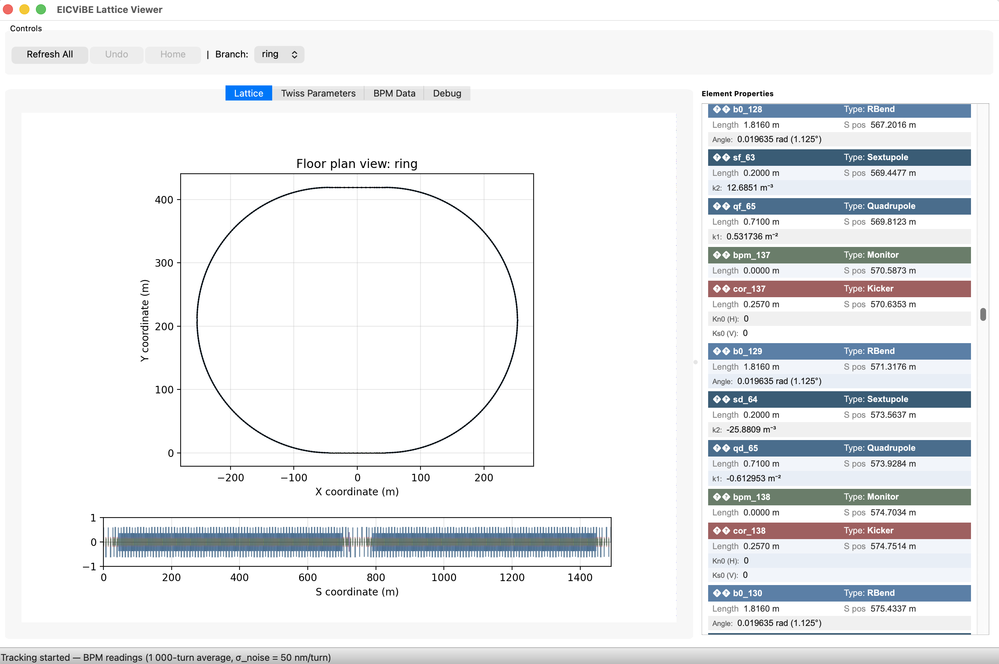 EICViBE Lattice Viewer
Controls
Refresh All Undo Home | Branch: ring
Lattice Twiss Parameters BPM Data Debug
Floor plan view: ring
400
300
200
100
0
Y coordinate (m)
−200 −100 0 100 200
X coordinate (m)
1
0
−1
0 200 400 600 800 1000 1200 1400
S coordinate (m)
Element Properties
b0_128 Type: RBend
Length 1.8160 m S pos 567.2016 m
Angle: 0.019635 rad (1.125°)
sf_63 Type: Sextupole
Length 0.2000 m S pos 569.4477 m
k2: 12.6851 m⁻³
qf_65 Type: Quadrupole
Length 0.7100 m S pos 569.8123 m
k1: 0.531736 m⁻²
bpm_137 Type: Monitor
Length 0.0000 m S pos 570.5873 m
cor_137 Type: Kicker
Length 0.2570 m S pos 570.6353 m
Kn0 (H): 0
Ks0 (V): 0
b0_129 Type: RBend
Length 1.8160 m S pos 571.3176 m
Angle: 0.019635 rad (1.125°)
sd_64 Type: Sextupole
Length 0.2000 m S pos 573.5637 m
k2: -25.8809 m⁻³
qd_65 Type: Quadrupole
Length 0.7100 m S pos 573.9284 m
k1: -0.612953 m⁻²
bpm_138 Type: Monitor
Length 0.0000 m S pos 574.7034 m
cor_138 Type: Kicker
Length 0.2570 m S pos 574.7514 m
Kn0 (H): 0
Ks0 (V): 0
b0_130 Type: RBend
Length 1.8160 m S pos 575.4337 m
Angle: 0.019635 rad (1.125°)
Tracking started — BPM readings (1 000-turn average, σ_noise = 50 nm/turn)